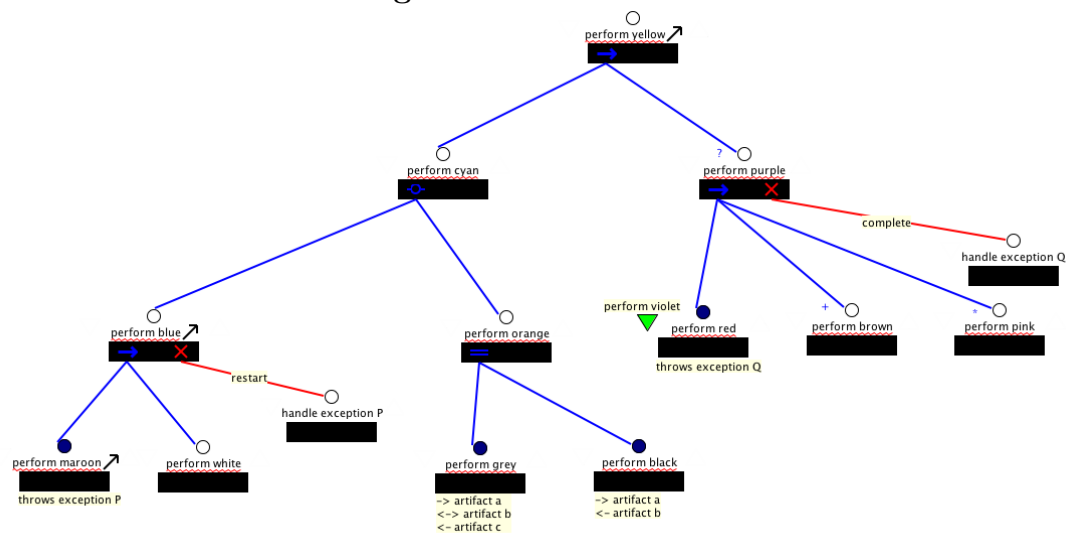 perform yellow
?
perform cyan
perform purple
complete
handle exception Q
perform violet
perform blue
perform orange
perform red
+
perform brown
*
perform pink
throws exception Q
restart
handle exception P
perform maroon
perform white
perform grey
perform black
throws exception P
-> artifact a
<-> artifact b
<- artifact c
-> artifact a
<- artifact b